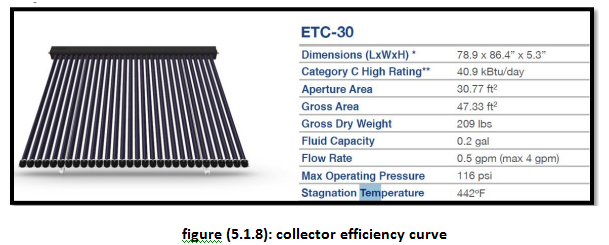 ETC-30
Dimensions (LxWxH) * 78.9 x 86.4” x 5.3”
Category C High Rating** 40.9 kBtu/day
Aperture Area 30.77 ft²
Gross Area 47.33 ft²
Gross Dry Weight 209 lbs
Fluid Capacity 0.2 gal
Flow Rate 0.5 gpm (max 4 gpm)
Max Operating Pressure 116 psi
Stagnation Temperature 442ºF
figure (5.1.8): collector efficiency curve